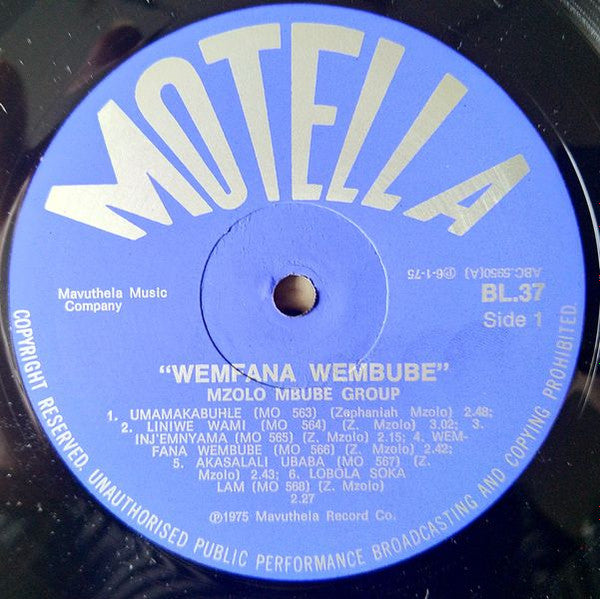 MOTELLA
ABC.5950(A) ℗6-1-75
Mavuthela Music
Company
BL.37
Side 1
"WEMFANA WEMBUBE"
MZOLO MBUBE GROUP
1. UMAMAKABUHLE (MO 563) (Zephaniah Mzolo) 2.48;
2. LINIWE WAMI (MO 564) (Z. Mzolo) 3.02; 3.
INJ'EMNYAMA (MO 565) (Z. Mzolo) 2.15; 4. WEM-
FANA WEMBUBE (MO 566) (Z. Mzolo) 2.42;
5. AKASALALI UBABA (MO 567) (Z.
Mzolo) 2.43; 6. LOBOLA SOKA
LAM (MO 568) (Z. Mzolo)
2.27
℗1975 Mavuthela Record Co.
COPYRIGHT RESERVED. UNAUTHORISED PUBLIC PERFORMANCE BROADCASTING AND COPYING PROHIBITED.